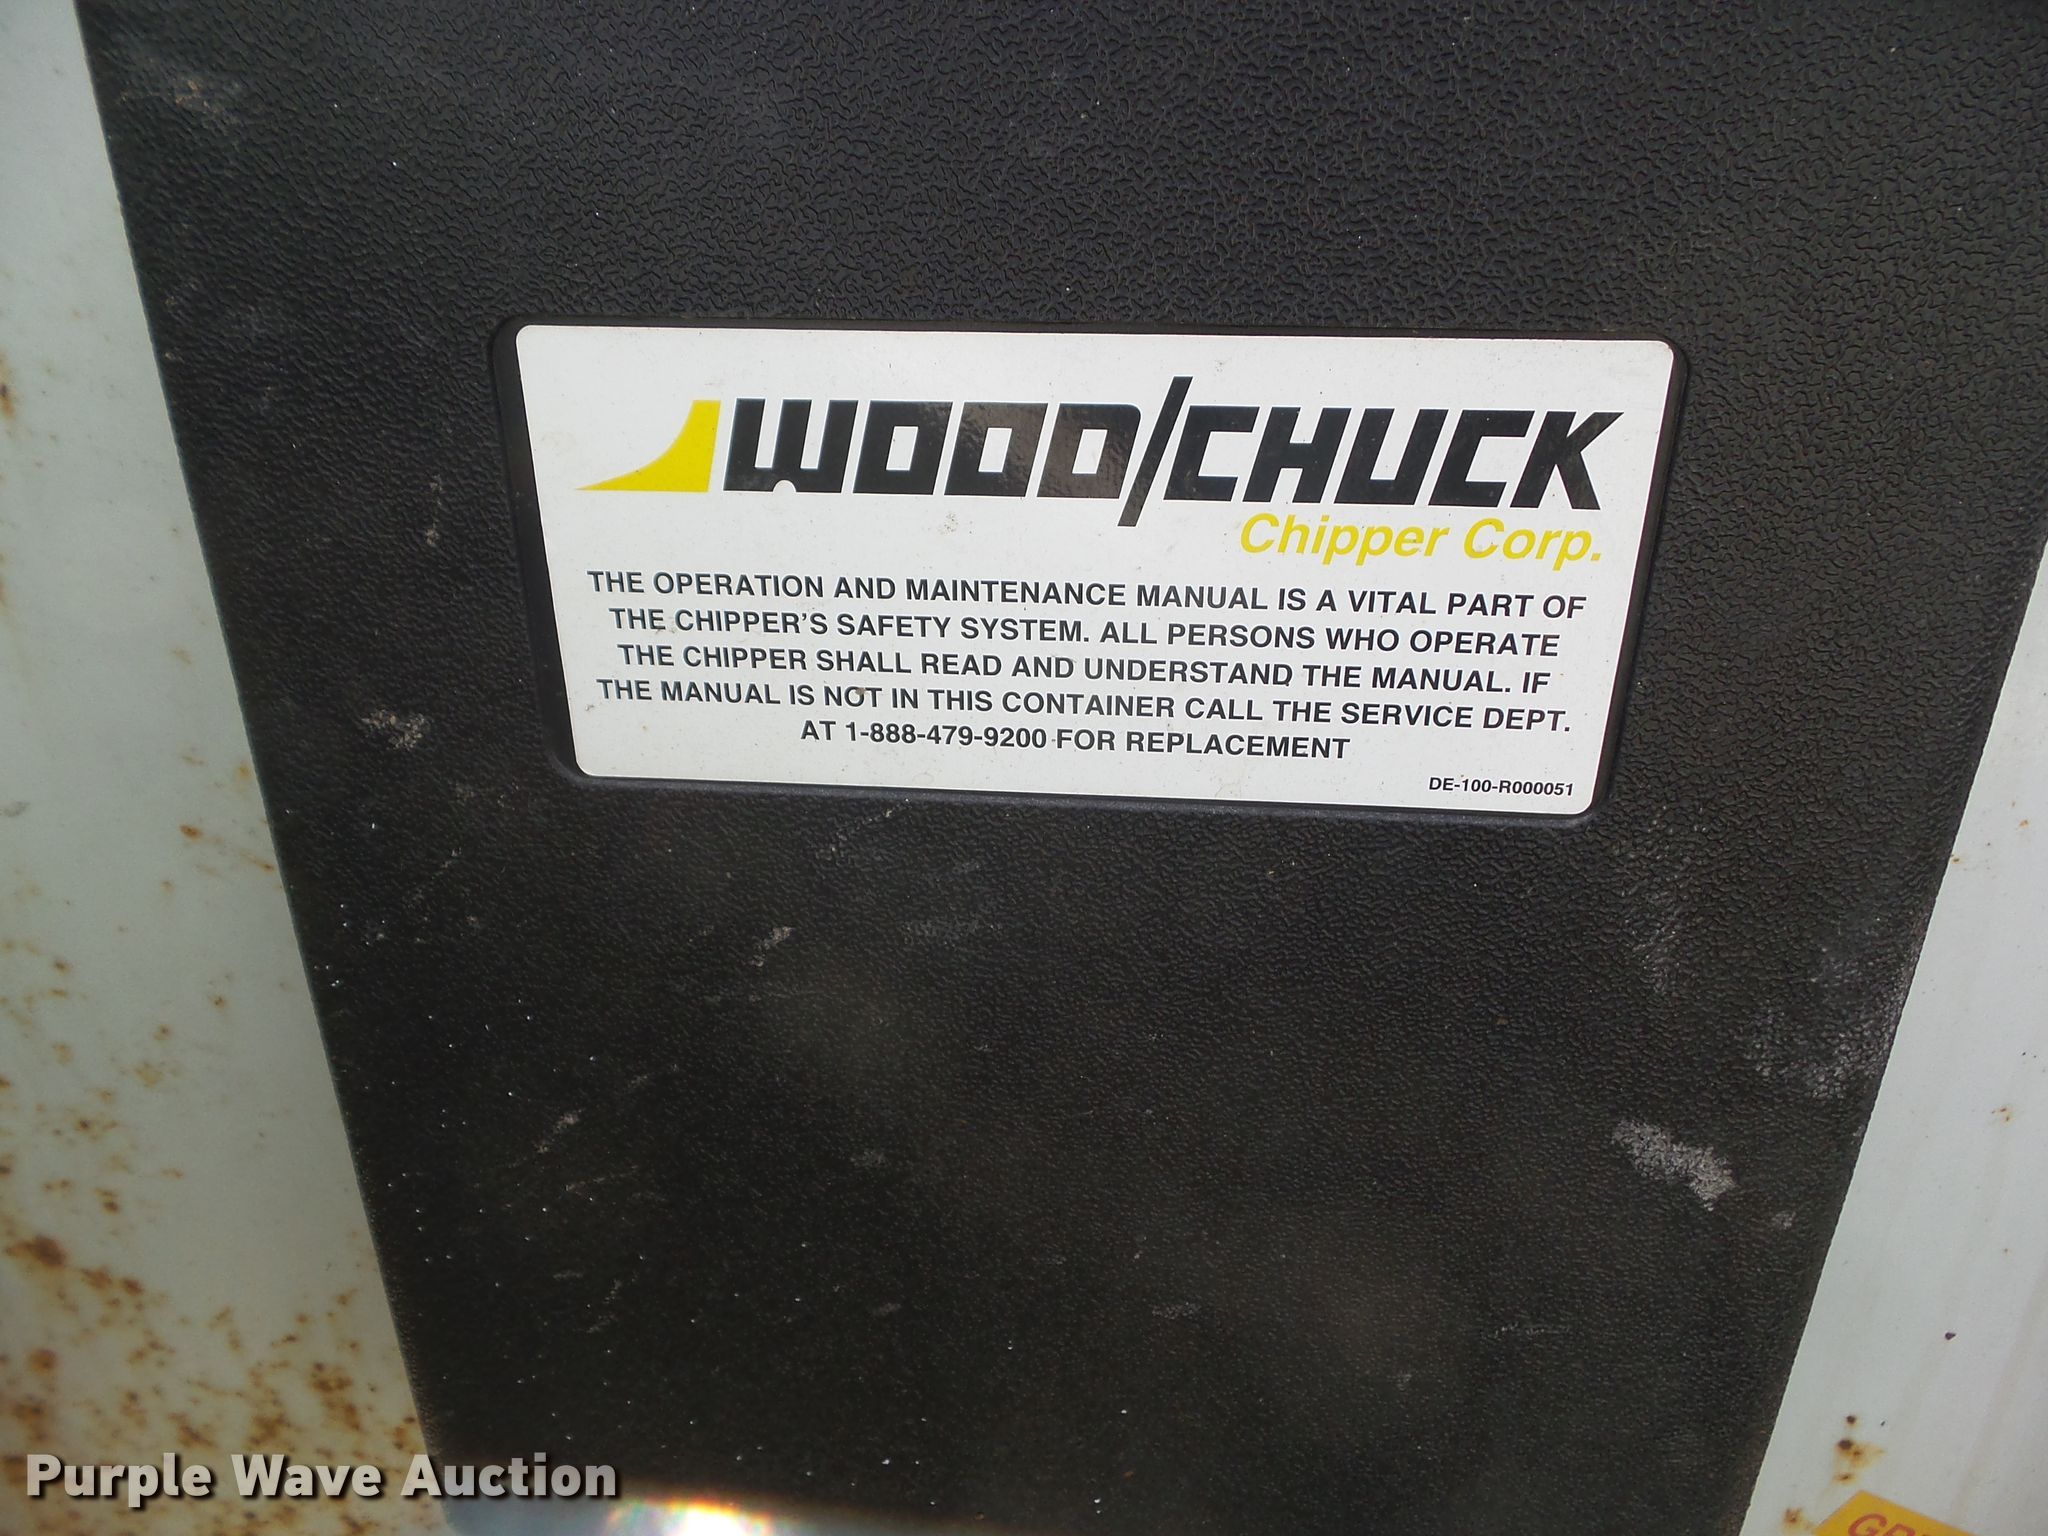 WOOD/CHUCK
Chipper Corp.
THE OPERATION AND MAINTENANCE MANUAL IS A VITAL PART OF
THE CHIPPER'S SAFETY SYSTEM. ALL PERSONS WHO OPERATE
THE CHIPPER SHALL READ AND UNDERSTAND THE MANUAL. IF
THE MANUAL IS NOT IN THIS CONTAINER CALL THE SERVICE DEPT.
AT 1-888-479-9200 FOR REPLACEMENT
DE-100-R000051
Purple Wave Auction